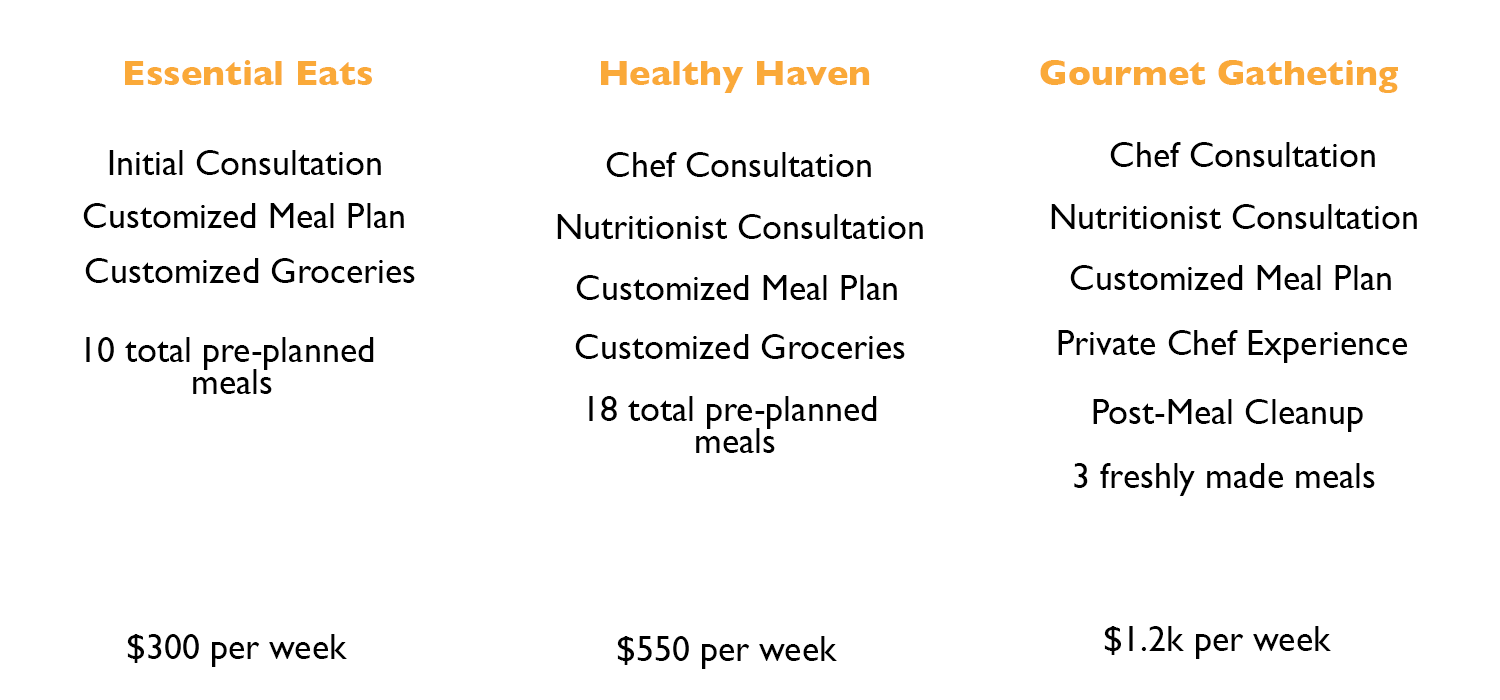 Essential Eats
Initial Consultation
Customized Meal Plan
Customized Groceries
10 total pre-planned
meals
$300 per week
Healthy Haven
Chef Consultation
Nutritionist Consultation
Customized Meal Plan
Customized Groceries
18 total pre-planned
meals
$550 per week
Gourmet Gatheting
Chef Consultation
Nutritionist Consultation
Customized Meal Plan
Private Chef Experience
Post-Meal Cleanup
3 freshly made meals
$1.2k per week